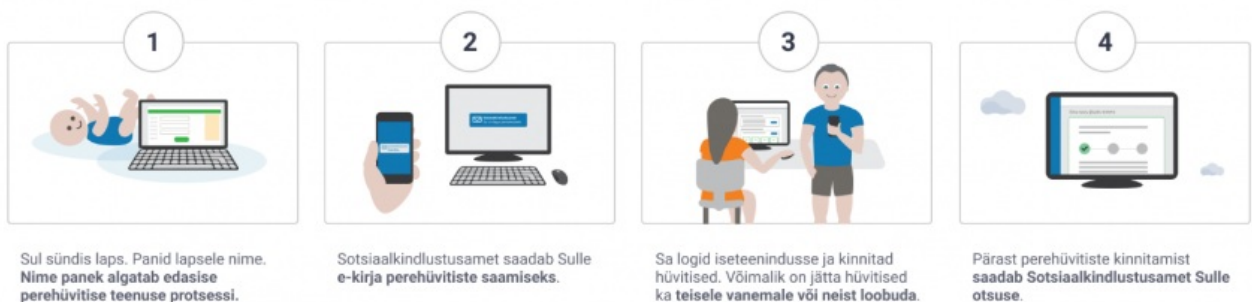 1
2
3
4
Sul sündis laps. Panid lapsele nime.
Nime panek algatab edasise
perehüvitise teenuse protsessi.
Sotsiaalkindlustusamet saadab Sulle
e-kirja perehüvitiste saamiseks.
Sa logid iseteenindusse ja kinnitad
hüvitised. Võimalik on jätta hüvitised
ka teisele vanemale või neist loobuda.
Pärast perehüvitiste kinnitamist
saadab Sotsiaalkindlustusamet Sulle
otsuse.